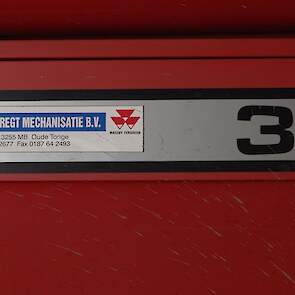 REGT MECHANISATIE B.V.
3255 MB Oude Tonge
2677 Fax 0187 64 2493
MASSEY FERGUSON
3